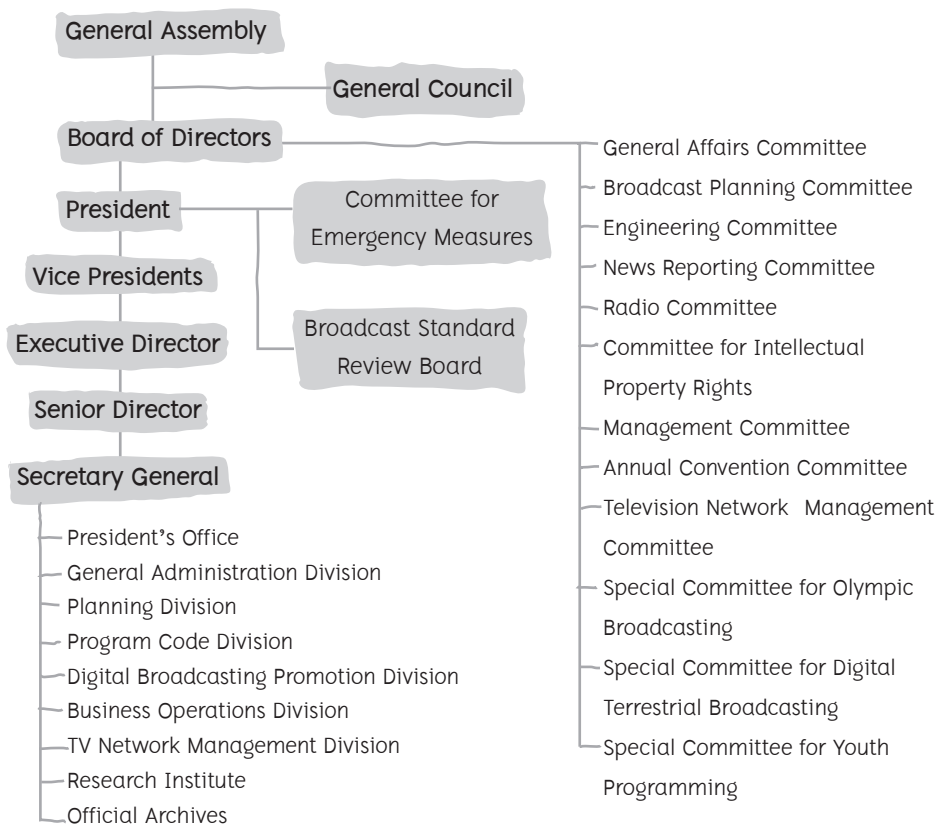 General Assembly
General Council
Board of Directors
President
Committee for
Emergency Measures
Vice Presidents
Executive Director
Broadcast Standard
Review Board
Senior Director
Secretary General
President's Office
General Administration Division
Planning Division
Program Code Division
Digital Broadcasting Promotion Division
Business Operations Division
TV Network Management Division
Research Institute
Official Archives
General Affairs Committee
Broadcast Planning Committee
Engineering Committee
News Reporting Committee
Radio Committee
Committee for Intellectual
Property Rights
Management Committee
Annual Convention Committee
Television Network Management
Committee
Special Committee for Olympic
Broadcasting
Special Committee for Digital
Terrestrial Broadcasting
Special Committee for Youth
Programming